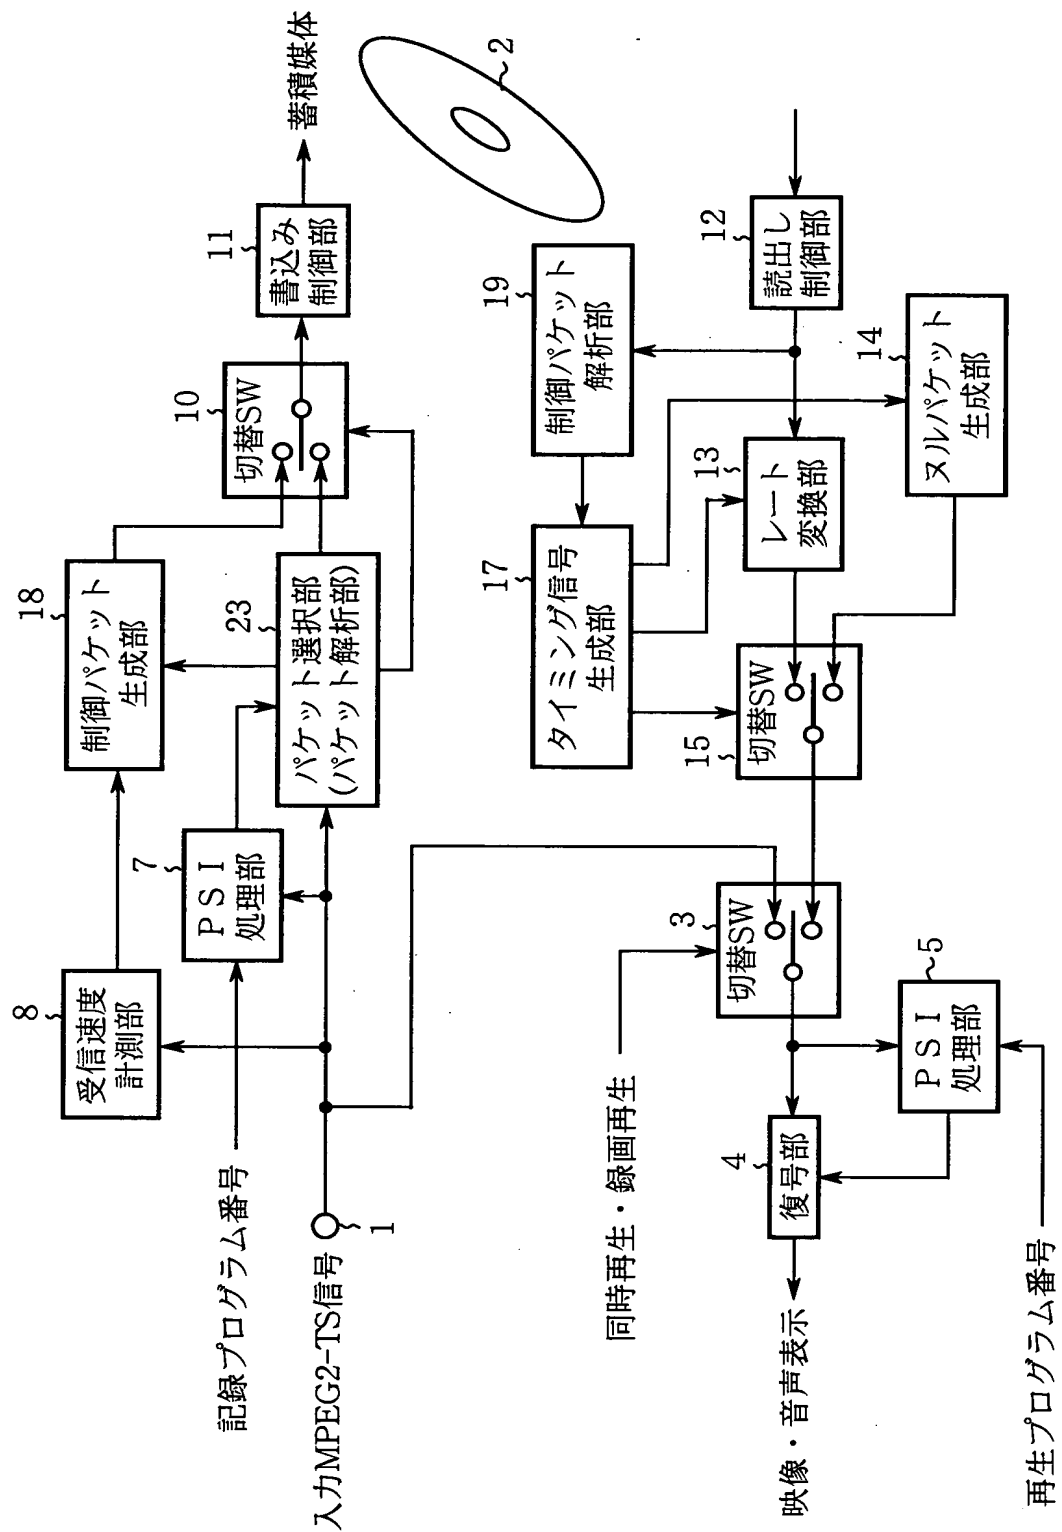 8
受信速度
計測部
18
制御パケット
生成部
7
ＰＳＩ
処理部
23
パケット選択部
(パケット解析部)
10
切替SW
11
書込み
制御部
蓄積媒体
2
記録プログラム番号
入力MPEG2-TS信号
1
19
制御パケット
解析部
17
タイミング信号
生成部
12
読出し
制御部
13
レート
変換部
14
ヌルパケット
生成部
15
切替SW
同時再生・録画再生
3
切替SW
4
復号部
5
ＰＳＩ
処理部
映像・音声表示
再生プログラム番号